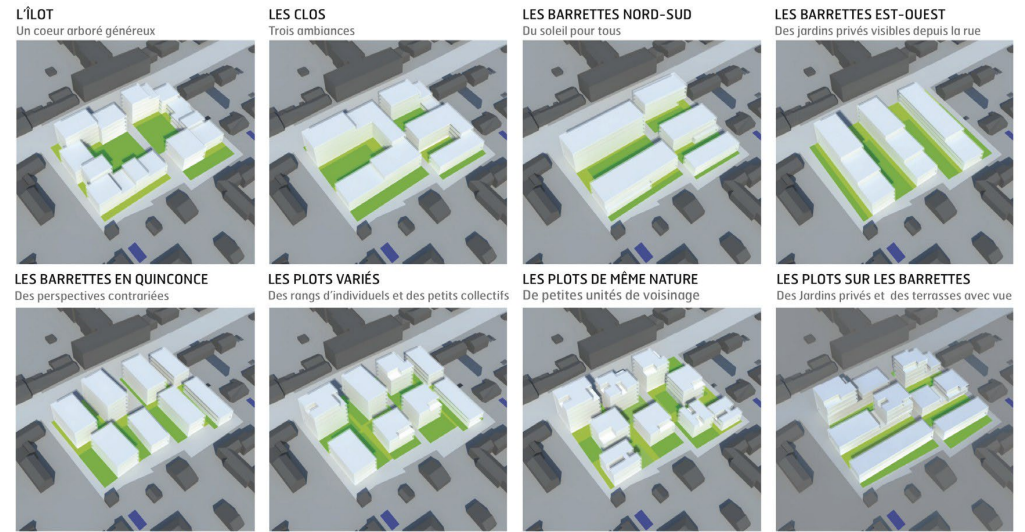 L'ÎLOT
Un coeur arboré généreux
LES CLOS
Trois ambiances
LES BARRETTES NORD-SUD
Du soleil pour tous
LES BARRETTES EST-OUEST
Des jardins privés visibles depuis la rue
LES BARRETTES EN QUINCONCE
Des perspectives contrariées
LES PLOTS VARIÉS
Des rangs d'individuels et des petits collectifs
LES PLOTS DE MÊME NATURE
De petites unités de voisinage
LES PLOTS SUR LES BARRETTES
Des Jardins privés et des terrasses avec vue